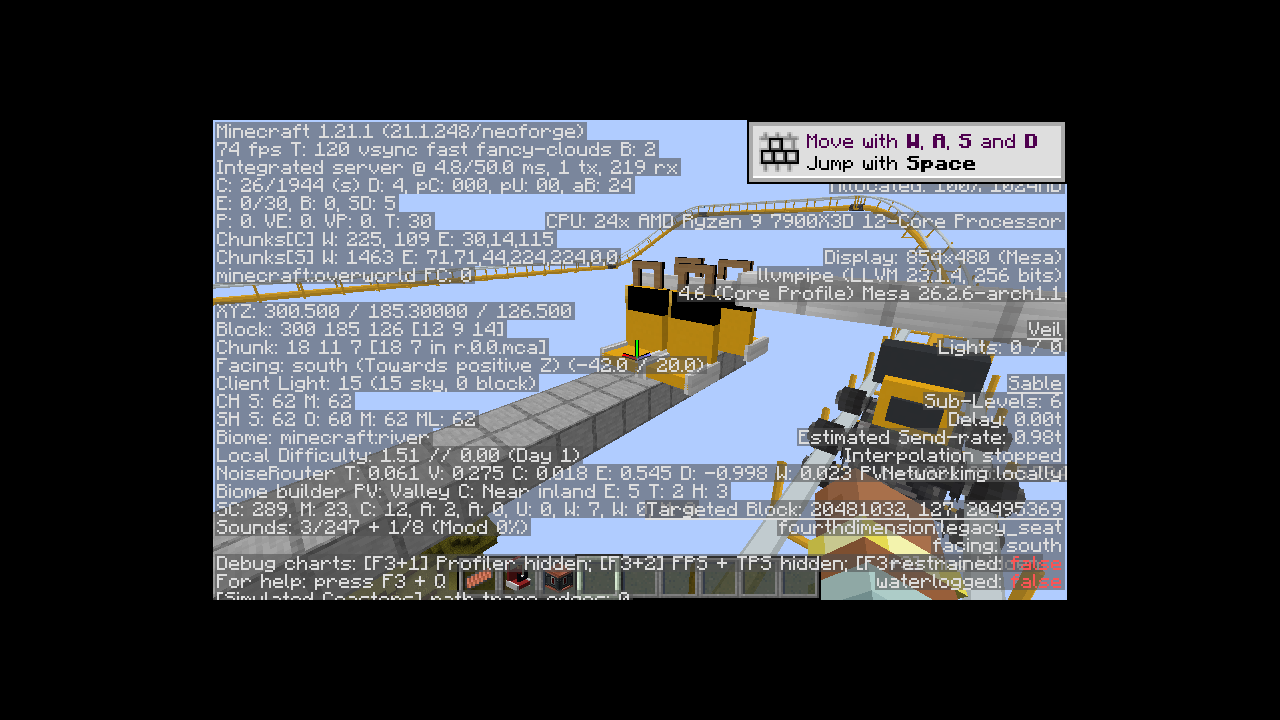 Minecraft 1.21.1 (21.1.248/neoforge)
74 fps T: 120 vsync fast fancy-clouds B: 2
Integrated server @ 4.8/50.0 ms, 1 tx, 219 rx
C: 26/1944 (s) D: 4, pC: 000, pU: 00, aB: 24
E: 0/30, B: 0, SD: 5
P: 0. VE: 0. VP: 0. T: 30
Chunks[C] W: 225, 109 E: 30,14,115
Chunks[S] W: 1463 E: 71,71,44,224,224,0,0
minecraft:overworld FC: 0
XYZ: 300.500 / 185.30000 / 126.500
Block: 300 185 126 [12 9 14]
Chunk: 18 11 7 [18 7 in r.0.0.mca]
Facing: south (Towards positive Z) (-42.0 / 20.0)
Client Light: 15 (15 sky, 0 block)
CH S: 62 M: 62
SH S: 62 O: 60 M: 62 ML: 62
Biome: minecraft:river
Local Difficulty: 1.51 // 0.00 (Day 1)
NoiseRouter T: 0.061 V: 0.275 C: 0.018 E: 0.545 D: -0.998 W: 0.023 PV
Biome builder PV: Valley C: Near inland E: 5 T: 2 H: 3
SC: 289, M: 23, C: 12, A: 2, A: 0, U: 0, W: 7, W: 0
Sounds: 3/247 + 1/8 (Mood 0%)
Debug charts: [F3+1] Profiler hidden; [F3+2] FPS + TPS hidden; [F3
For help: press F3 + Q
[Simulated
path trace edges: 0
Move with W, A, S and D
Jump with Space
Allocated: 100% 1024MB
CPU: 24x AMD Ryzen 9 7900X3D 12-Core Processor
Display: 854x480 (Mesa)
llvmpipe (LLVM 23.1.4, 256 bits)
4.6 (Core Profile) Mesa 26.2.6-arch1.1
Veil
Lights: 0 / 0
Sable
Sub-Levels: 6
Delay: 0.00t
Estimated Send-rate: 0.98t
Interpolation stopped
Networking locally
Targeted Block: 20481032, 127, 20495369
fourthdimension:legacy_seat
facing: south
restrained: false
waterlogged: false